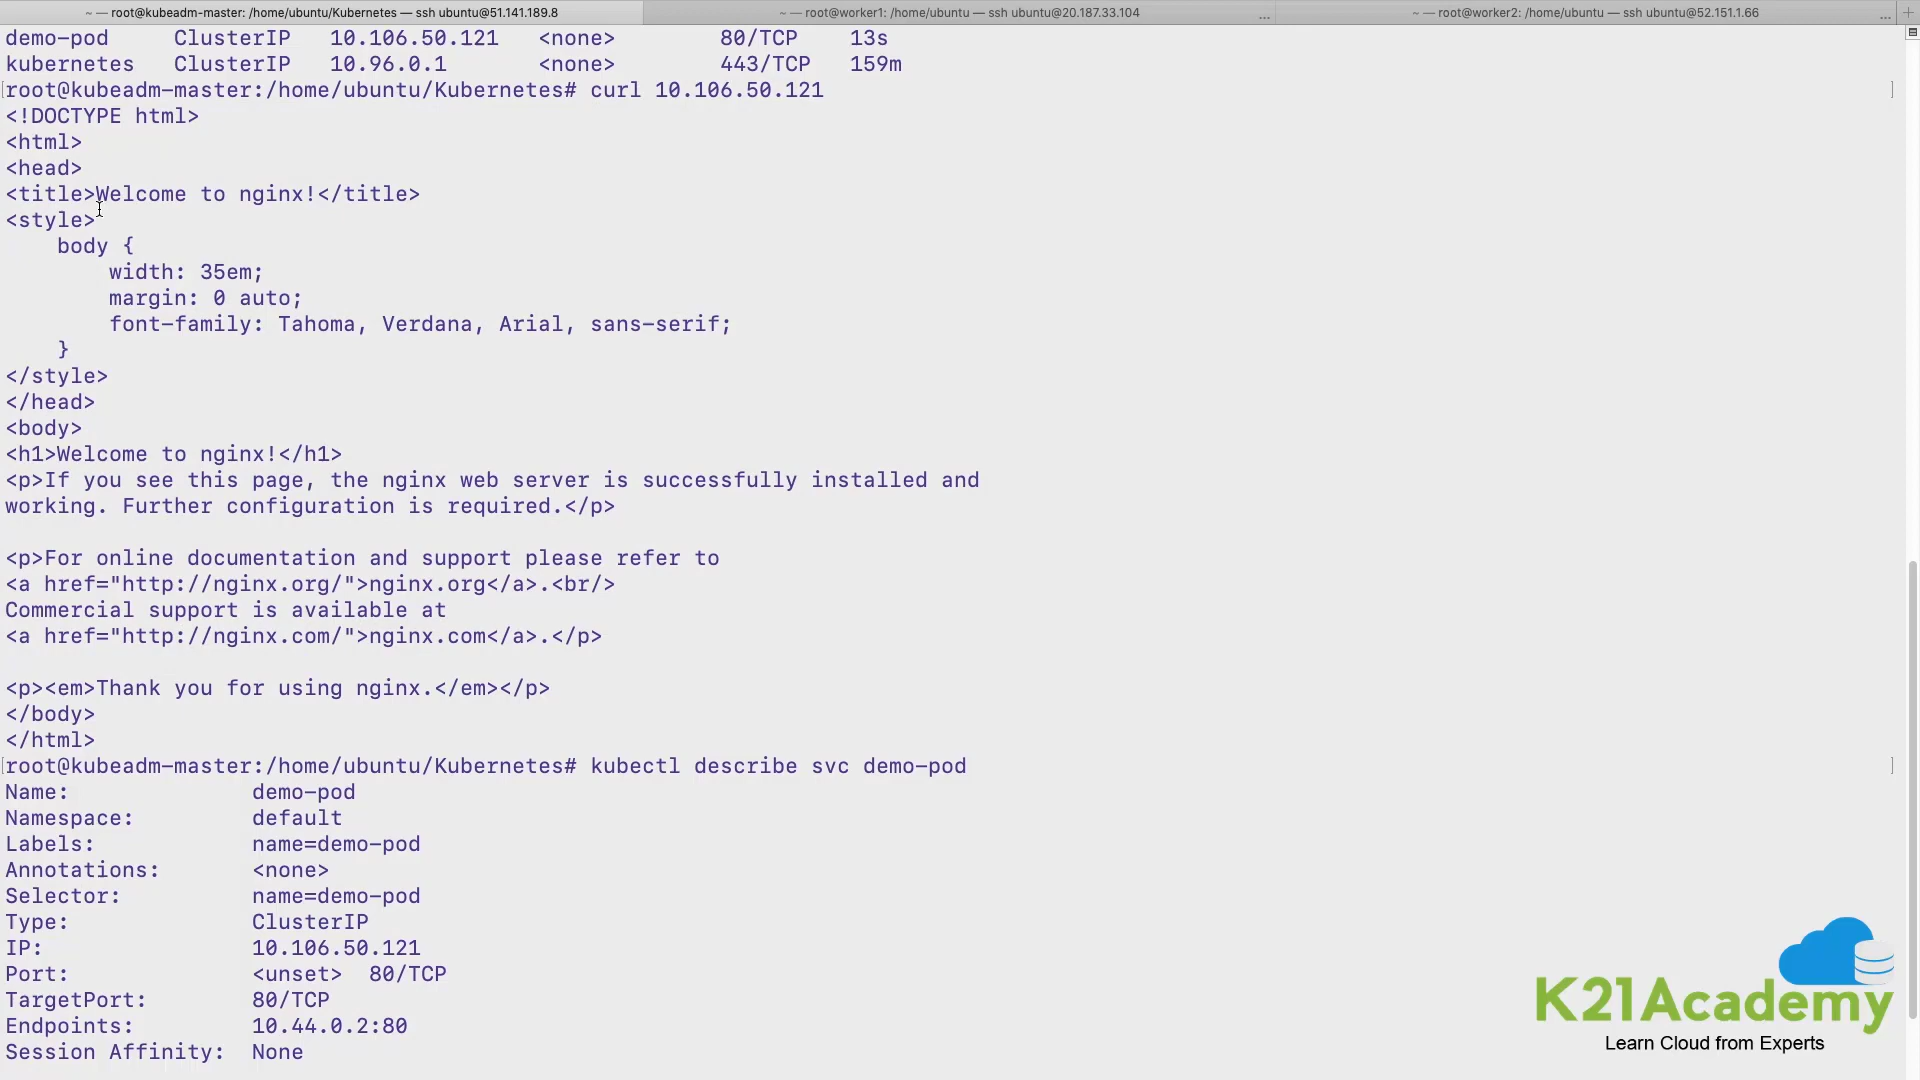 ~ — root@kubeadm-master: /home/ubuntu/Kubernetes — ssh ubuntu@51.141.189.8
~ — root@worker1: /home/ubuntu — ssh ubuntu@20.187.33.104 ...
~ — root@worker2: /home/ubuntu — ssh ubuntu@52.151.1.66 ... +
demo-pod     ClusterIP   10.106.50.121   <none>        80/TCP    13s
kubernetes   ClusterIP   10.96.0.1       <none>        443/TCP   159m
[root@kubeadm-master:/home/ubuntu/Kubernetes# curl 10.106.50.121 ]
<!DOCTYPE html>
<html>
<head>
<title>Welcome to nginx!</title>
<style>
    body {
        width: 35em;
        margin: 0 auto;
        font-family: Tahoma, Verdana, Arial, sans-serif;
    }
</style>
</head>
<body>
<h1>Welcome to nginx!</h1>
<p>If you see this page, the nginx web server is successfully installed and
working. Further configuration is required.</p>
<p>For online documentation and support please refer to
<a href="http://nginx.org/">nginx.org</a>.<br/>
Commercial support is available at
<a href="http://nginx.com/">nginx.com</a>.</p>
<p><em>Thank you for using nginx.</em></p>
</body>
</html>
[root@kubeadm-master:/home/ubuntu/Kubernetes# kubectl describe svc demo-pod ]
Name:              demo-pod
Namespace:         default
Labels:            name=demo-pod
Annotations:       <none>
Selector:          name=demo-pod
Type:              ClusterIP
IP:                10.106.50.121
Port:              <unset>  80/TCP
TargetPort:        80/TCP
Endpoints:         10.44.0.2:80
Session Affinity:  None
K21Academy
Learn Cloud from Experts